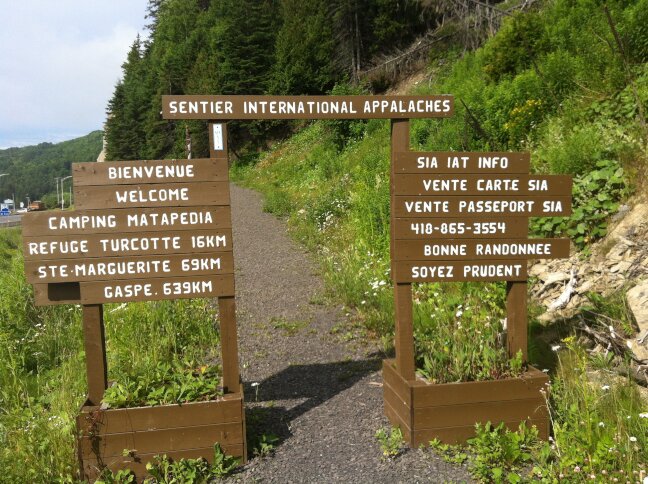 SENTIER INTERNATIONAL APPALACHES
BIENVENUE
WELCOME
CAMPING MATAPEDIA
REFUGE TURCOTTE 16KM
STE-MARGUERITE 69KM
GASPE. 639KM
SIA IAT INFO
VENTE CARTE SIA
VENTE PASSEPORT SIA
418-865-3554
BONNE RANDONNEE
SOYEZ PRUDENT